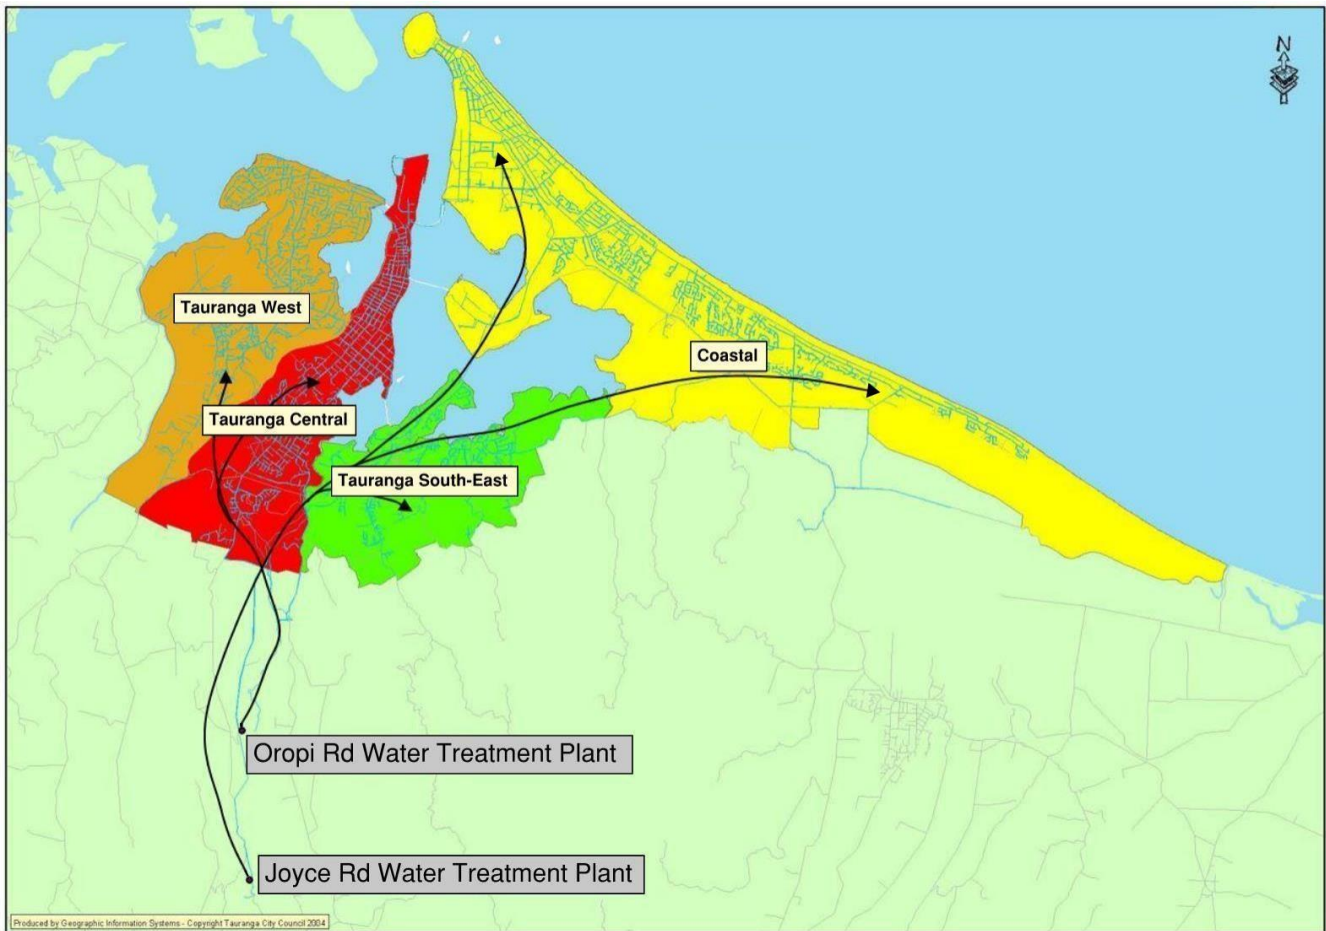 N
Tauranga West
Coastal
Tauranga Central
Tauranga South-East
Oropi Rd Water Treatment Plant
Joyce Rd Water Treatment Plant
Produced by Geographic Information Systems - Copyright Tauranga City Council 2004